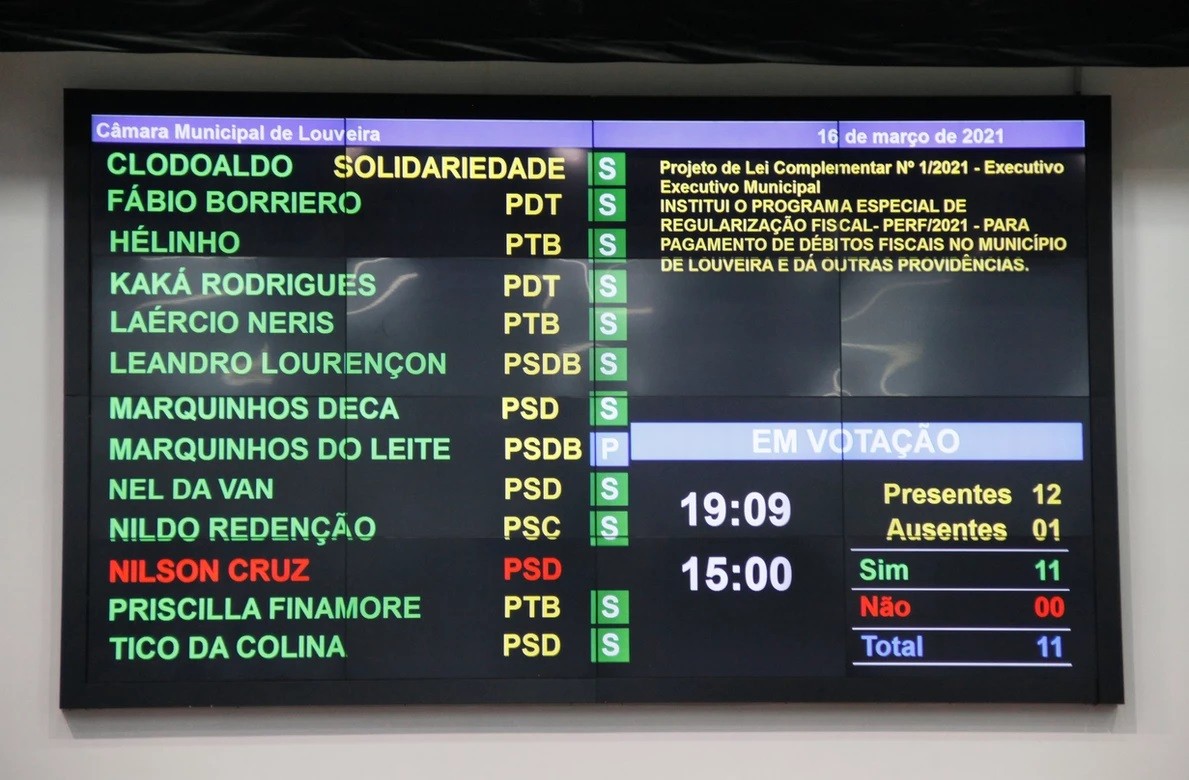 Câmara Municipal de Louveira 16 de março de 2021
CLODOALDO SOLIDARIEDADE S
FÁBIO BORRIERO PDT S
HÉLINHO PTB S
KAKÁ RODRIGUES PDT S
LAÉRCIO NERIS PTB S
LEANDRO LOURENÇON PSDB S
MARQUINHOS DECA PSD S
MARQUINHOS DO LEITE PSDB P
NEL DA VAN PSD S
NILDO REDENÇÃO PSC S
NILSON CRUZ PSD
PRISCILLA FINAMORE PTB S
TICO DA COLINA PSD S
Projeto de Lei Complementar Nº 1/2021 - Executivo
Executivo Municipal
INSTITUI O PROGRAMA ESPECIAL DE
REGULARIZAÇÃO FISCAL- PERF/2021 - PARA
PAGAMENTO DE DÉBITOS FISCAIS NO MUNICÍPIO
DE LOUVEIRA E DÁ OUTRAS PROVIDÊNCIAS.
EM VOTAÇÃO
19:09
15:00
Presentes 12
Ausentes 01
Sim 11
Não 00
Total 11